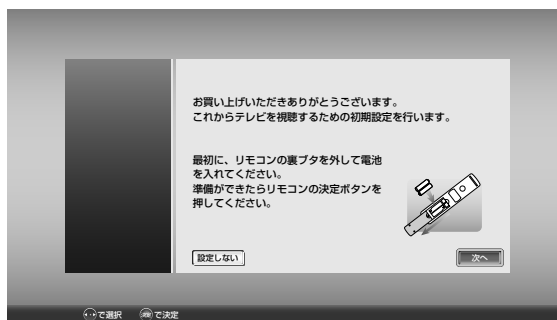 お買い上げいただきありがとうございます。
これからテレビを視聴するための初期設定を行います。
最初に、リモコンの裏ブタを外して電池
を入れてください。
準備ができたらリモコンの決定ボタンを
押してください。
設定しない
次へ
で選択 決定 で決定